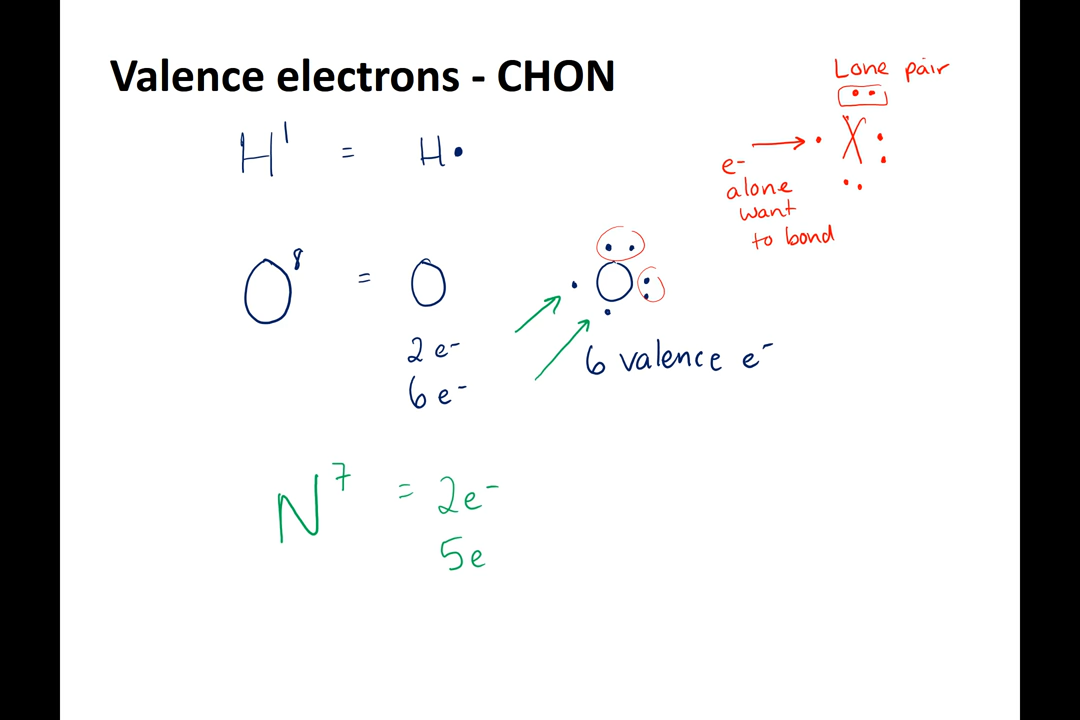 Valence electrons - CHON
Lone pair
H¹ = H•
X
e-
alone
want
to bond
O⁸ = O
O
2 e⁻
6 e⁻
6 valence e⁻
N⁷ = 2e⁻
5e